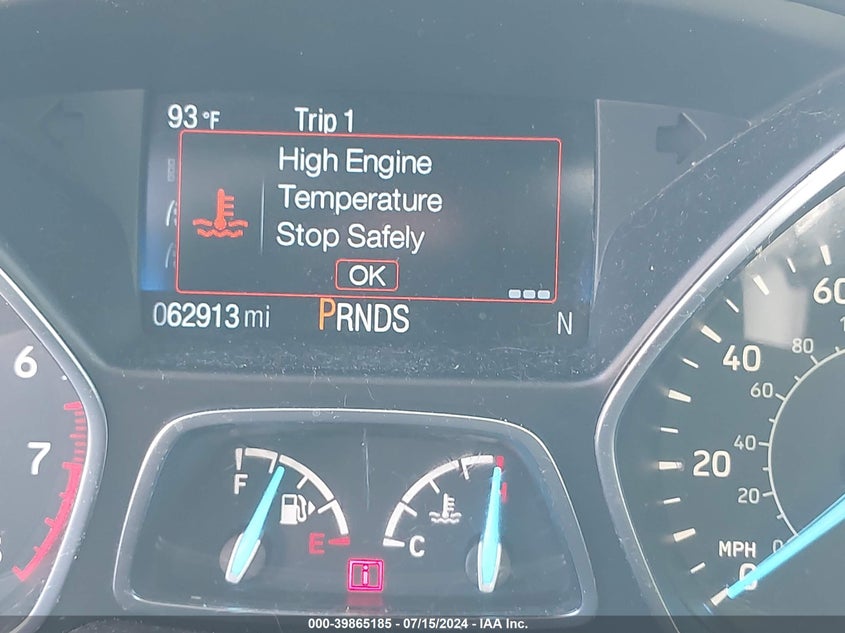 93 °F Trip 1
High Engine
Temperature
Stop Safely
OK
062913 mi PRNDS N
6
7
F
E
C
H
i
60
40
20
0
MPH
80
60
40
20
0
000-39865185 - 07/15/2024 - IAA Inc.